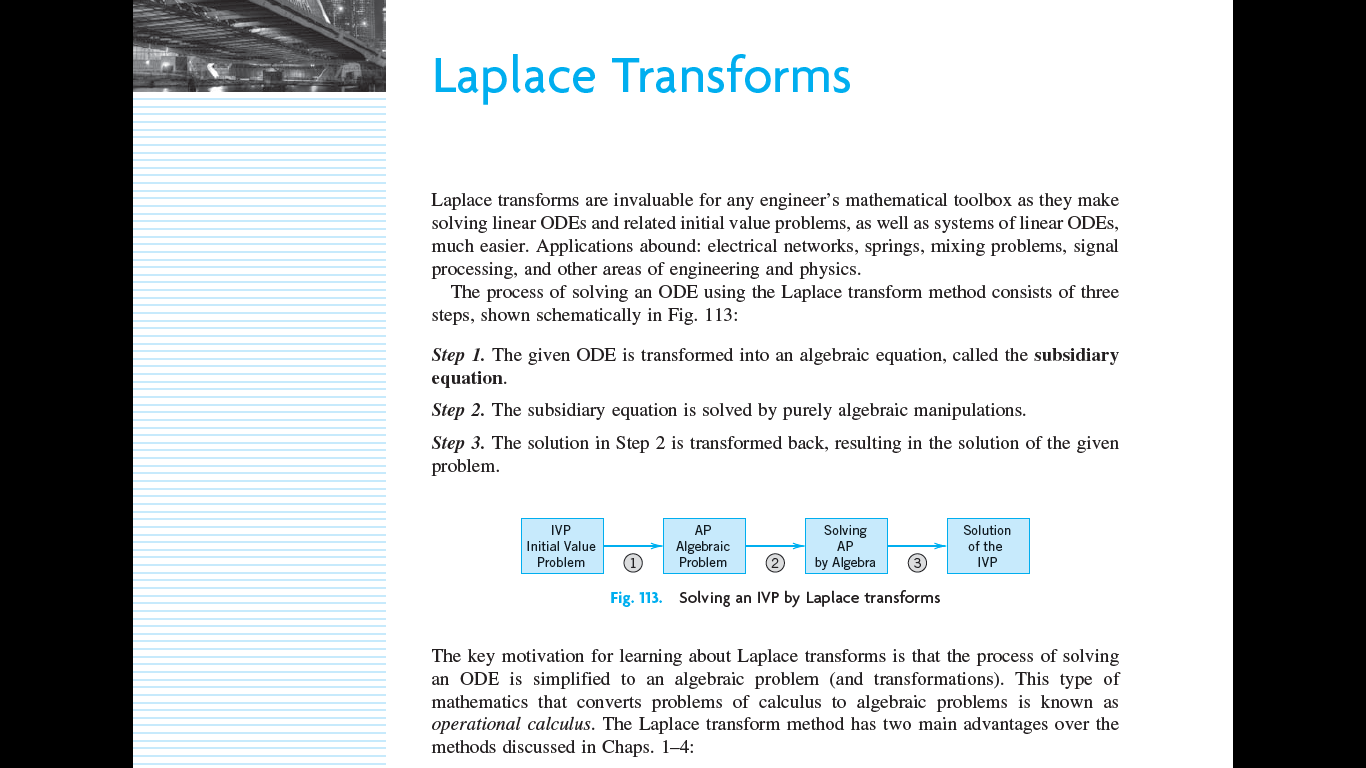 Laplace Transforms
Laplace transforms are invaluable for any engineer’s mathematical toolbox as they make
solving linear ODEs and related initial value problems, as well as systems of linear ODEs,
much easier. Applications abound: electrical networks, springs, mixing problems, signal
processing, and other areas of engineering and physics.
The process of solving an ODE using the Laplace transform method consists of three
steps, shown schematically in Fig. 113:
Step 1. The given ODE is transformed into an algebraic equation, called the subsidiary
equation.
Step 2. The subsidiary equation is solved by purely algebraic manipulations.
Step 3. The solution in Step 2 is transformed back, resulting in the solution of the given
problem.
IVP
Initial Value
Problem
1
AP
Algebraic
Problem
2
Solving
AP
by Algebra
3
Solution
of the
IVP
Fig. 113. Solving an IVP by Laplace transforms
The key motivation for learning about Laplace transforms is that the process of solving
an ODE is simplified to an algebraic problem (and transformations). This type of
mathematics that converts problems of calculus to algebraic problems is known as
operational calculus. The Laplace transform method has two main advantages over the
methods discussed in Chaps. 1–4: